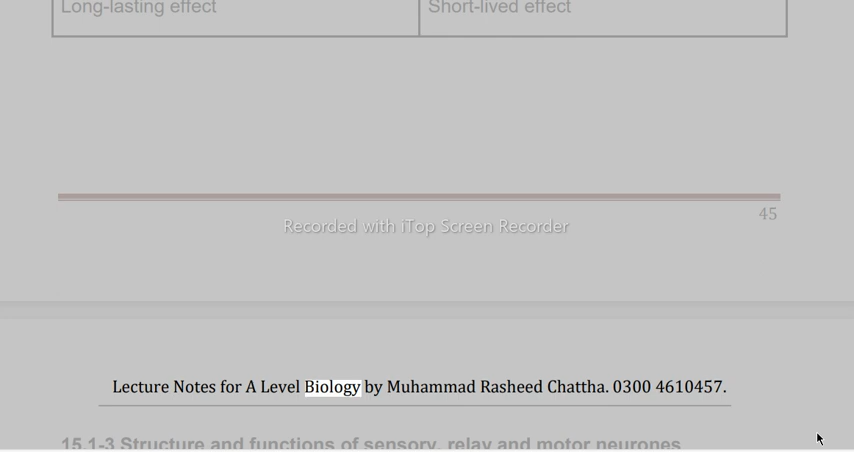 Long-lasting effect
Short-lived effect
45
Recorded with iTop Screen Recorder
Lecture Notes for A Level Biology by Muhammad Rasheed Chattha. 0300 4610457.
15.1-3 Structure and functions of sensory, relay and motor neurones